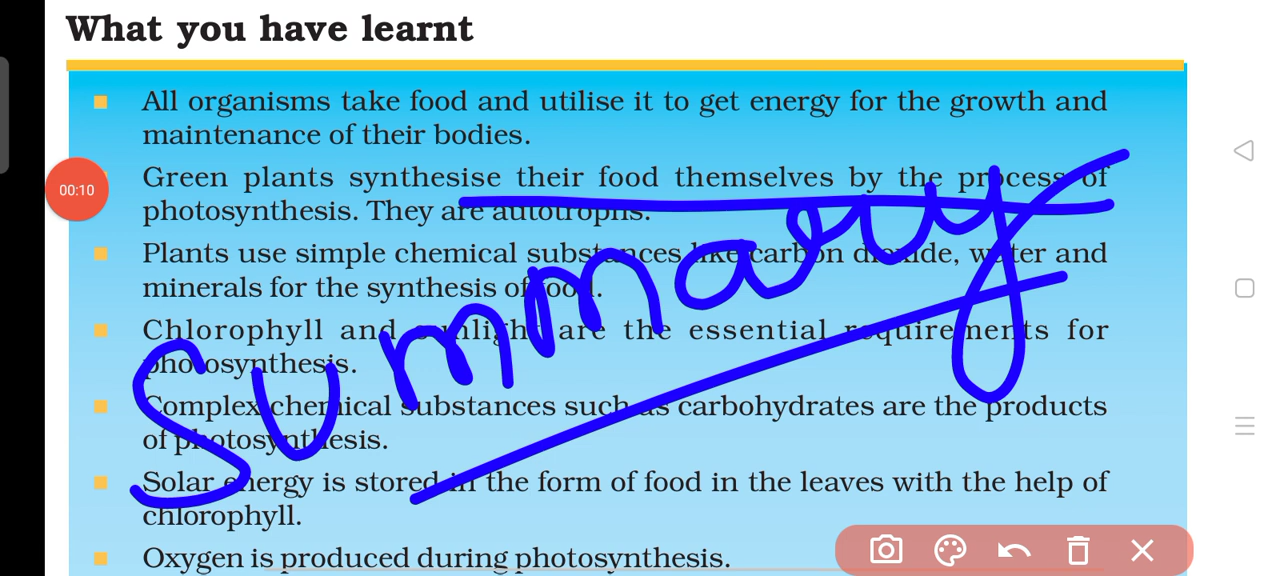 What you have learnt
All organisms take food and utilise it to get energy for the growth and
maintenance of their bodies.
00:10
Green plants synthesise their food themselves by the process of
photosynthesis. They are autotrophs.
Plants use simple chemical substances like carbon dioxide, water and
minerals for the synthesis of food.
Chlorophyll and sunlight are the essential requirements for
photosynthesis.
Complex chemical substances such as carbohydrates are the products
of photosynthesis.
Solar energy is stored in the form of food in the leaves with the help of
chlorophyll.
Oxygen is produced during photosynthesis.
Summary